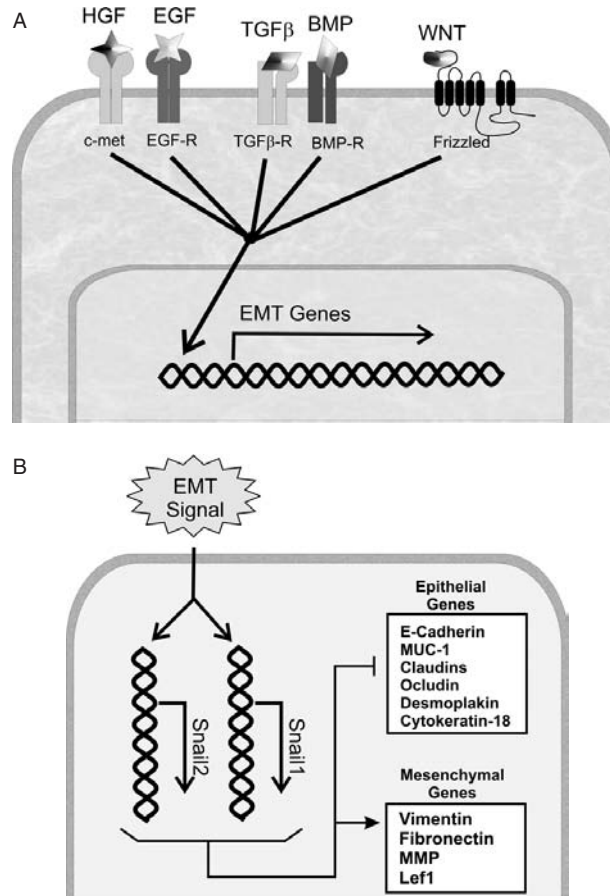 A
HGF EGF TGFβ BMP WNT
c-met EGF-R TGFβ-R BMP-R Frizzled
EMT Genes
B
EMT
Signal
Snail2
Snail1
Epithelial
Genes
E-Cadherin
MUC-1
Claudins
Ocludin
Desmoplakin
Cytokeratin-18
Mesenchymal
Genes
Vimentin
Fibronectin
MMP
Lef1